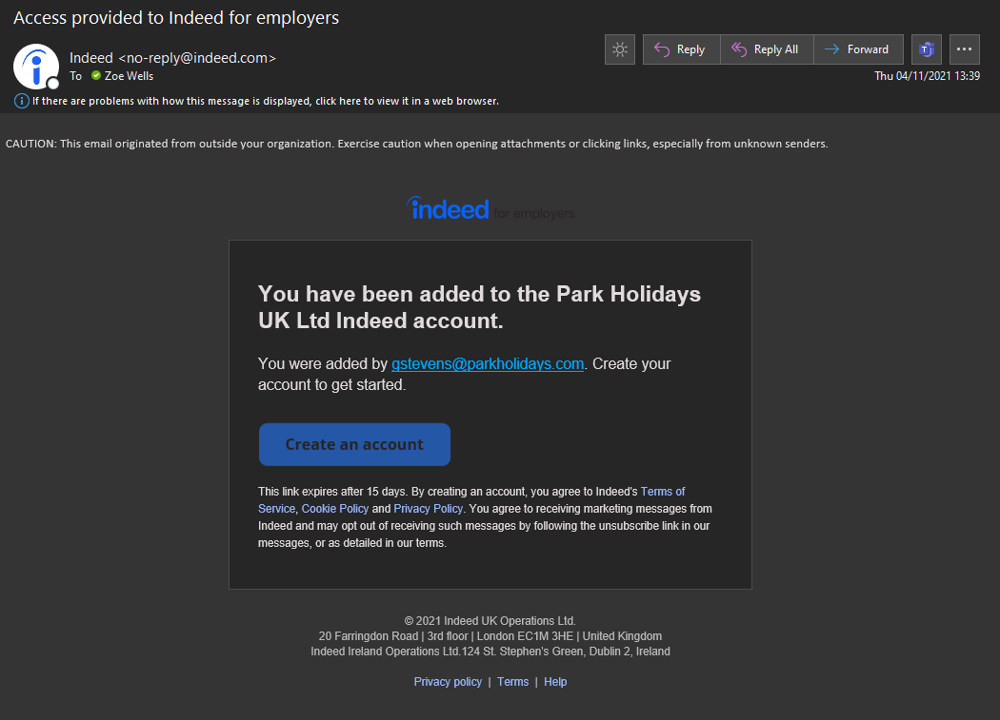 Access provided to Indeed for employers
Indeed <no-reply@indeed.com>
To Zoe Wells
Reply
Reply All
Forward
Thu 04/11/2021 13:39
If there are problems with how this message is displayed, click here to view it in a web browser.
CAUTION: This email originated from outside your organization. Exercise caution when opening attachments or clicking links, especially from unknown senders.
indeed for employers
You have been added to the Park Holidays
UK Ltd Indeed account.
You were added by gstevens@parkholidays.com. Create your
account to get started.
Create an account
This link expires after 15 days. By creating an account, you agree to Indeed's Terms of
Service, Cookie Policy and Privacy Policy. You agree to receiving marketing messages from
Indeed and may opt out of receiving such messages by following the unsubscribe link in our
messages, or as detailed in our terms.
© 2021 Indeed UK Operations Ltd.
20 Farringdon Road | 3rd floor | London EC1M 3HE | United Kingdom
Indeed Ireland Operations Ltd.124 St. Stephen's Green, Dublin 2, Ireland
Privacy policy | Terms | Help